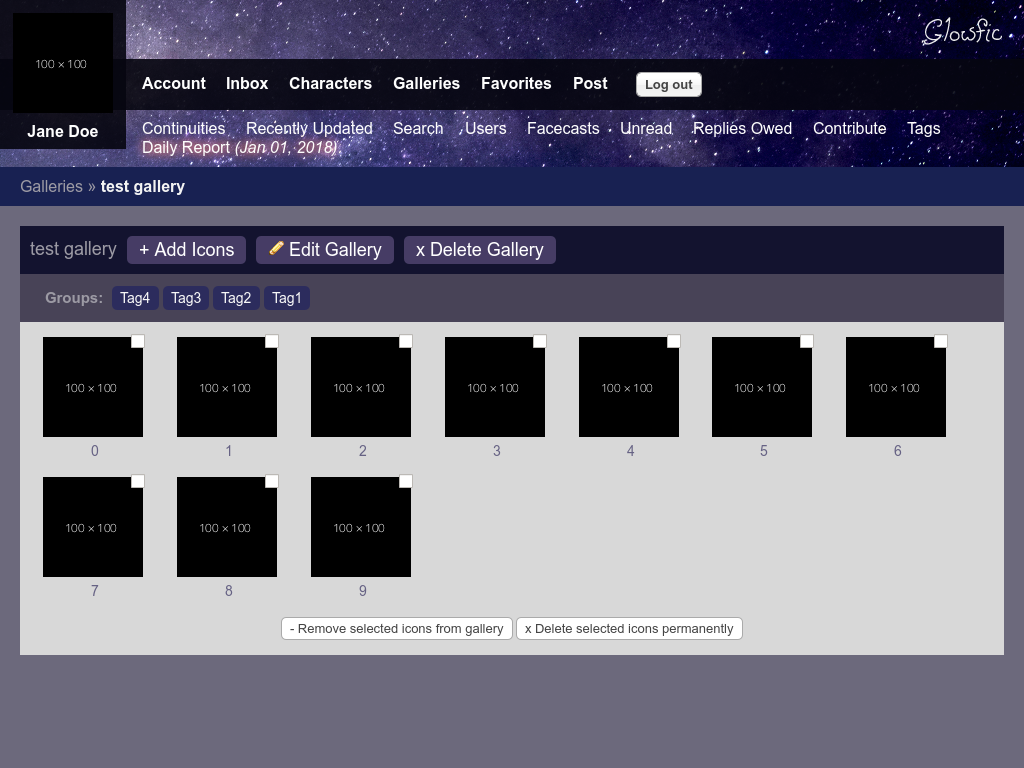 100 × 100
Glowfic
Account Inbox Characters Galleries Favorites Post Log out
Jane Doe
Continuities Recently Updated Search Users Facecasts Unread Replies Owed Contribute Tags
Daily Report (Jan 01, 2018)
Galleries » test gallery
test gallery + Add Icons Edit Gallery x Delete Gallery
Groups: Tag4 Tag3 Tag2 Tag1
100 × 100 100 × 100 100 × 100 100 × 100 100 × 100 100 × 100 100 × 100
0 1 2 3 4 5 6
100 × 100 100 × 100 100 × 100
7 8 9
- Remove selected icons from gallery x Delete selected icons permanently